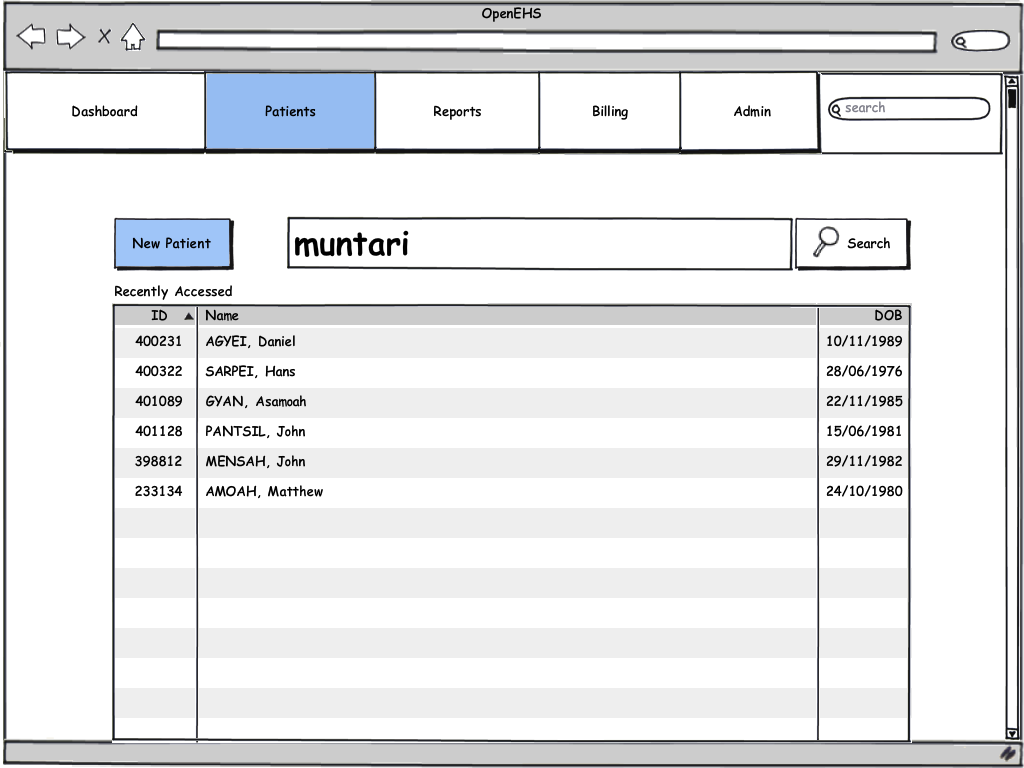 OpenEHS
Dashboard Patients Reports Billing Admin search
New Patient muntari Search
Recently Accessed
ID Name DOB
400231 AGYEI, Daniel 10/11/1989
400322 SARPEI, Hans 28/06/1976
401089 GYAN, Asamoah 22/11/1985
401128 PANTSIL, John 15/06/1981
398812 MENSAH, John 29/11/1982
233134 AMOAH, Matthew 24/10/1980